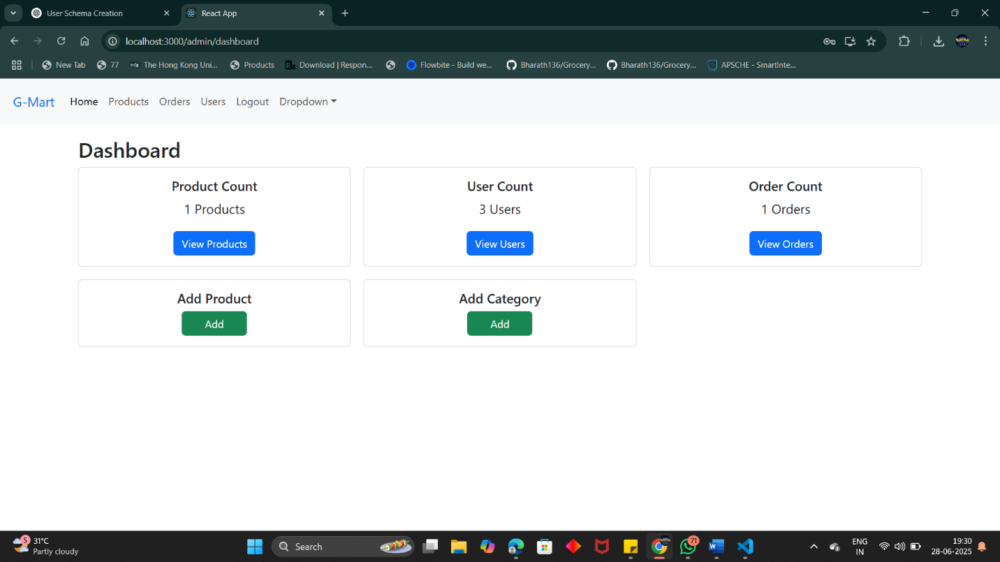 User Schema Creation
React App
localhost:3000/admin/dashboard
New Tab
77
edX The Hong Kong Uni...
Products
Download | Respon...
Flowbite - Build we...
Bharath136/Grocery...
Bharath136/Grocery...
APSCHE - SmartInte...
G-Mart Home Products Orders Users Logout Dropdown
Dashboard
Product Count
1 Products
View Products
User Count
3 Users
View Users
Order Count
1 Orders
View Orders
Add Product
Add
Add Category
Add
5
31°C
Partly cloudy
Search
71
ENG
IN
19:30
28-06-2025